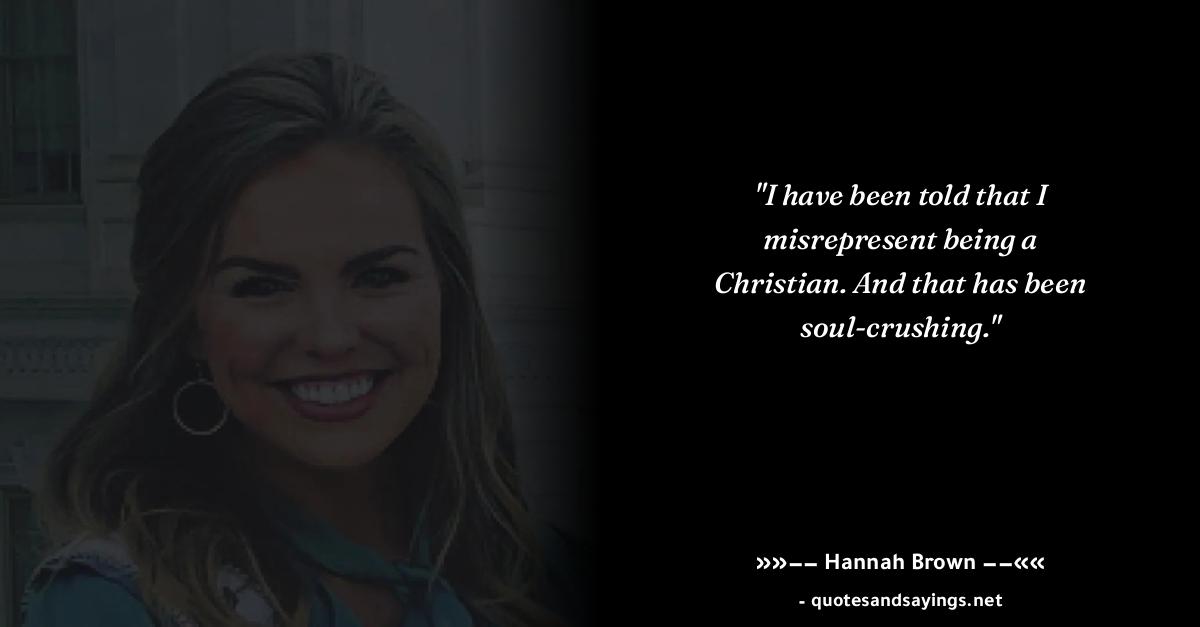 "I have been told that I
misrepresent being a
Christian. And that has been
soul-crushing."
»»−− Hannah Brown −−««
- quotesandsayings.net